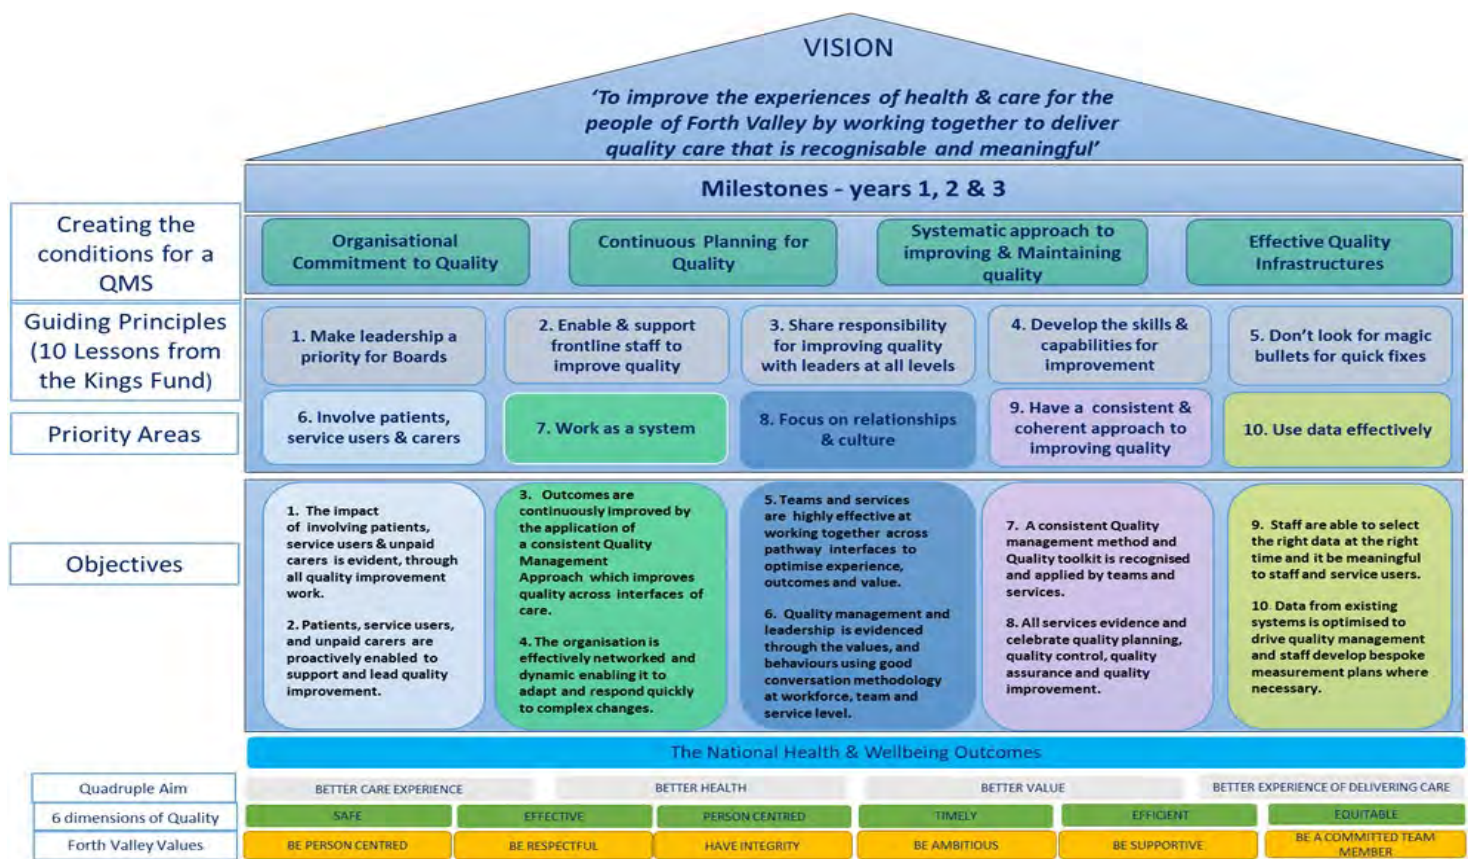 VISION
‘To improve the experiences of health & care for the
people of Forth Valley by working together to deliver
quality care that is recognisable and meaningful’
Milestones - years 1, 2 & 3
Creating the
conditions for a
QMS
Organisational
Commitment to Quality
Continuous Planning for
Quality
Systematic approach to
improving & Maintaining
quality
Effective Quality
Infrastructures
Guiding Principles
(10 Lessons from
the Kings Fund)
1. Make leadership a
priority for Boards
2. Enable & support
frontline staff to
improve quality
3. Share responsibility
for improving quality
with leaders at all levels
4. Develop the skills &
capabilities for
improvement
5. Don’t look for magic
bullets for quick fixes
Priority Areas
6. Involve patients,
service users & carers
7. Work as a system
8. Focus on relationships
& culture
9. Have a consistent &
coherent approach to
improving quality
10. Use data effectively
Objectives
1. The impact
of involving patients,
service users & unpaid
carers is evident, through
all quality improvement
work.
2. Patients, service users,
and unpaid carers are
proactively enabled to
support and lead quality
improvement.
3. Outcomes are
continuously improved by
the application of
a consistent Quality
Management
Approach which improves
quality across interfaces of
care.
4. The organisation is
effectively networked and
dynamic enabling it to
adapt and respond quickly
to complex changes.
5. Teams and services
are highly effective at
working together across
pathway interfaces to
optimise experience,
outcomes and value.
6. Quality management and
leadership is evidenced
through the values, and
behaviours using good
conversation methodology
at workforce, team and
service level.
7. A consistent Quality
management method and
Quality toolkit is recognised
and applied by teams and
services.
8. All services evidence and
celebrate quality planning,
quality control, quality
assurance and quality
improvement.
9. Staff are able to select
the right data at the right
time and it be meaningful
to staff and service users.
10. Data from existing
systems is optimised to
drive quality management
and staff develop bespoke
measurement plans where
necessary.
The National Health & Wellbeing Outcomes
Quadruple Aim
BETTER CARE EXPERIENCE
BETTER HEALTH
BETTER VALUE
BETTER EXPERIENCE OF DELIVERING CARE
6 dimensions of Quality
SAFE
EFFECTIVE
PERSON CENTRED
TIMELY
EFFICIENT
EQUITABLE
Forth Valley Values
BE PERSON CENTRED
BE RESPECTFUL
HAVE INTEGRITY
BE AMBITIOUS
BE SUPPORTIVE
BE A COMMITTED TEAM
MEMBER